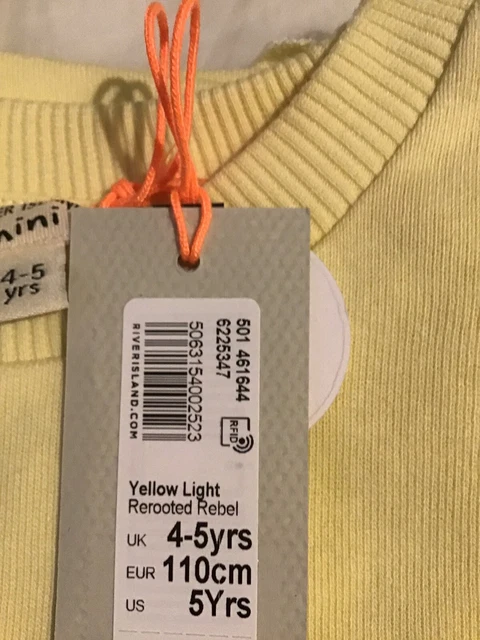 mini
4-5
yrs
501 461644
6225347
RFID
5063154002523
RIVERISLAND.COM
Yellow Light
Rerooted Rebel
UK 4-5yrs
EUR 110cm
US 5Yrs